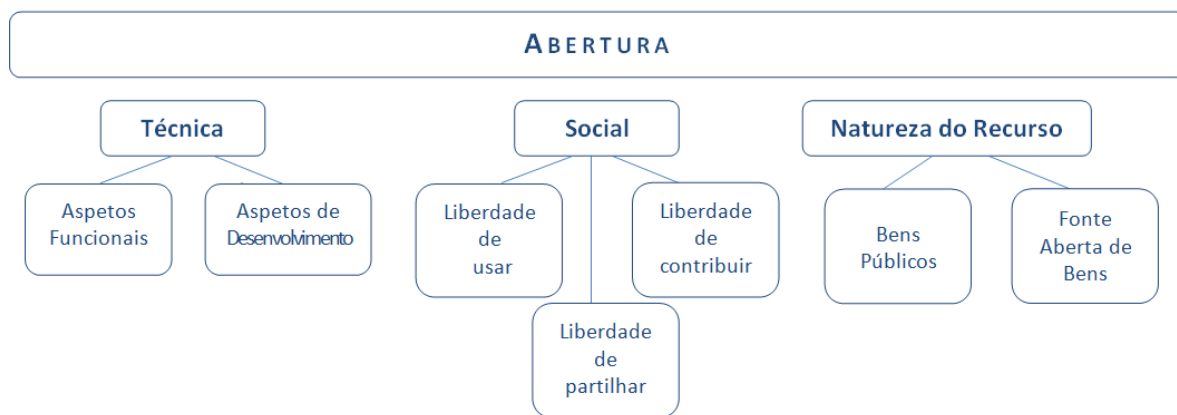 ABERTURA
Técnica
Social
Natureza do Recurso
Aspetos
Funcionais
Aspetos de
Desenvolvimento
Liberdade
de
usar
Liberdade
de
partilhar
Liberdade
de
contribuir
Bens
Públicos
Fonte
Aberta de
Bens